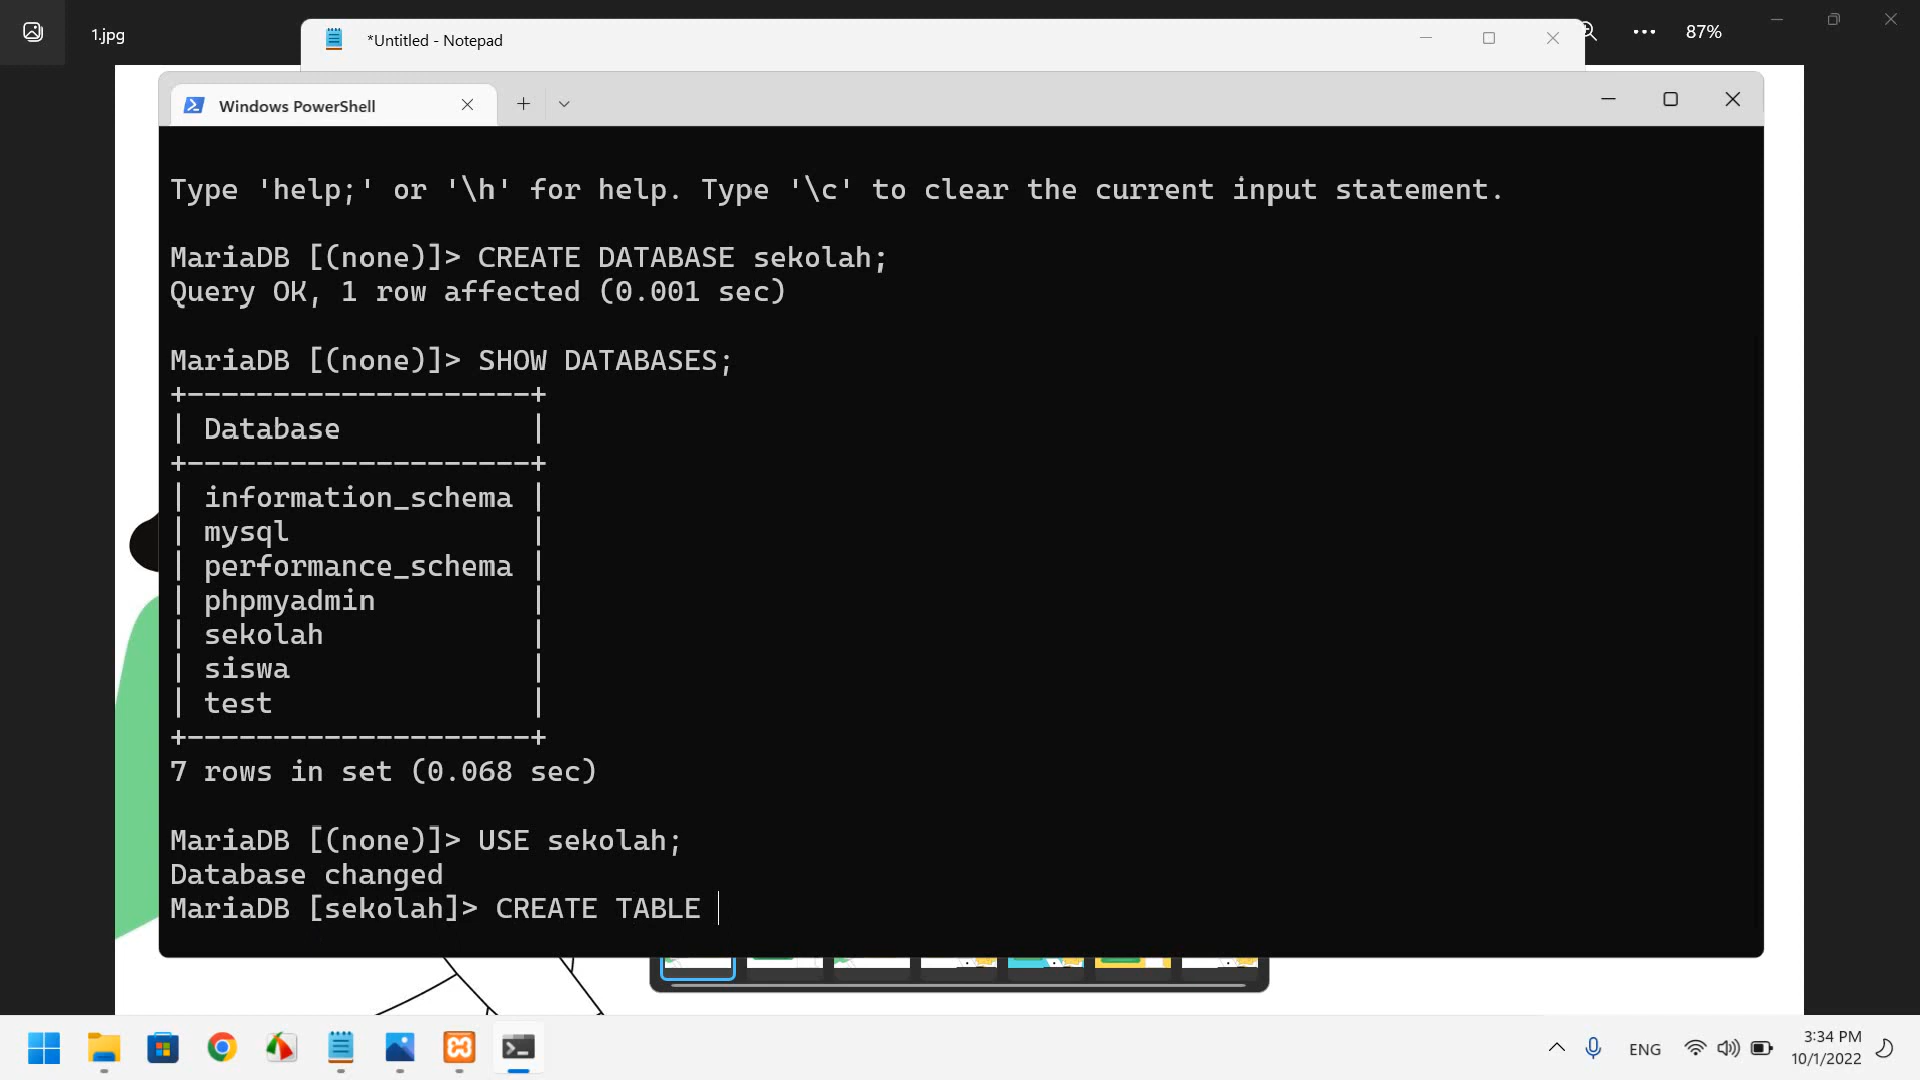 1.jpg
*Untitled - Notepad
87%
Windows PowerShell
Type 'help;' or '\h' for help. Type '\c' to clear the current input statement.
MariaDB [(none)]> CREATE DATABASE sekolah;
Query OK, 1 row affected (0.001 sec)
MariaDB [(none)]> SHOW DATABASES;
+--------------------+
| Database           |
+--------------------+
| information_schema |
| mysql              |
| performance_schema |
| phpmyadmin         |
| sekolah            |
| siswa              |
| test               |
+--------------------+
7 rows in set (0.068 sec)
MariaDB [(none)]> USE sekolah;
Database changed
MariaDB [sekolah]> CREATE TABLE
ENG
3:34 PM
10/1/2022